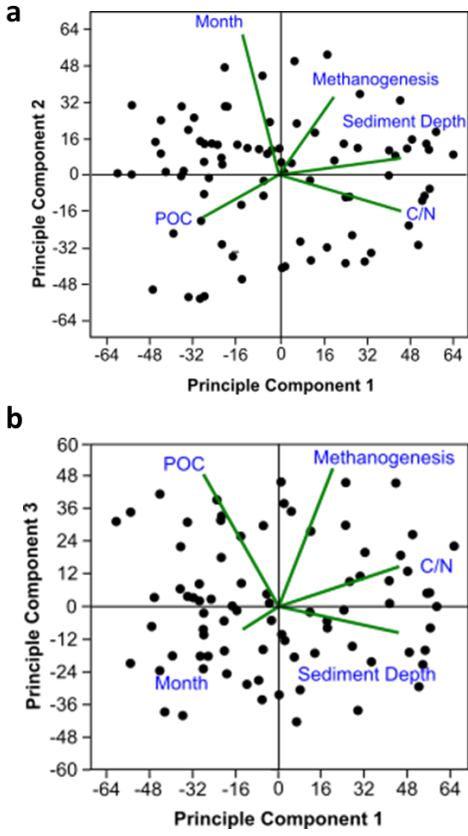 a
64
Month
48
Methanogenesis
32
Sediment Depth
16
0
-16
POC
C/N
-32
-48
-64
Principle Component 2
-64 -48 -32 -16 0 16 32 48 64
Principle Component 1
b
60
POC
Methanogenesis
48
36
24
C/N
12
0
-12
Month
Sediment Depth
-24
-36
-48
-60
Principle Component 3
-64 -48 -32 -16 0 16 32 48 64
Principle Component 1